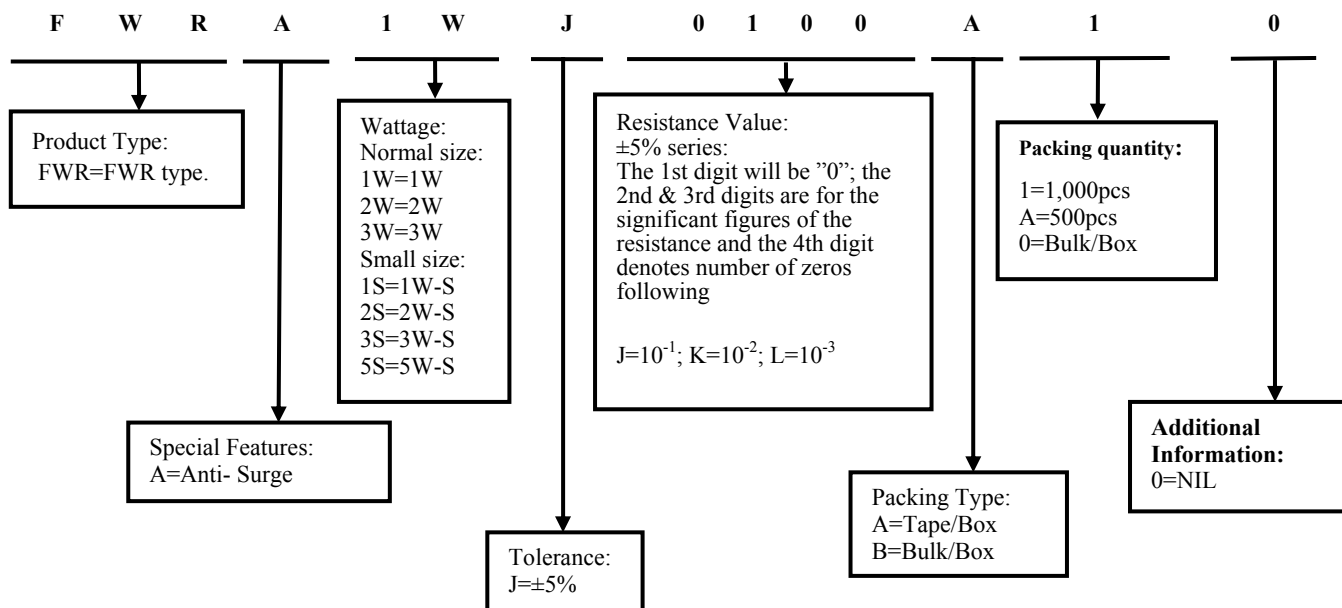 F W R A 1 W J 0 1 0 0 A 1 0
Product Type:
FWR=FWR type.
Wattage:
Normal size:
1W=1W
2W=2W
3W=3W
Small size:
1S=1W-S
2S=2W-S
3S=3W-S
5S=5W-S
Resistance Value:
±5% series:
The 1st digit will be ”0”; the
2nd & 3rd digits are for the
significant figures of the
resistance and the 4th digit
denotes number of zeros
following
J=10⁻¹; K=10⁻²; L=10⁻³
Packing quantity:
1=1,000pcs
A=500pcs
0=Bulk/Box
Special Features:
A=Anti- Surge
Tolerance:
J=±5%
Packing Type:
A=Tape/Box
B=Bulk/Box
Additional
Information:
0=NIL